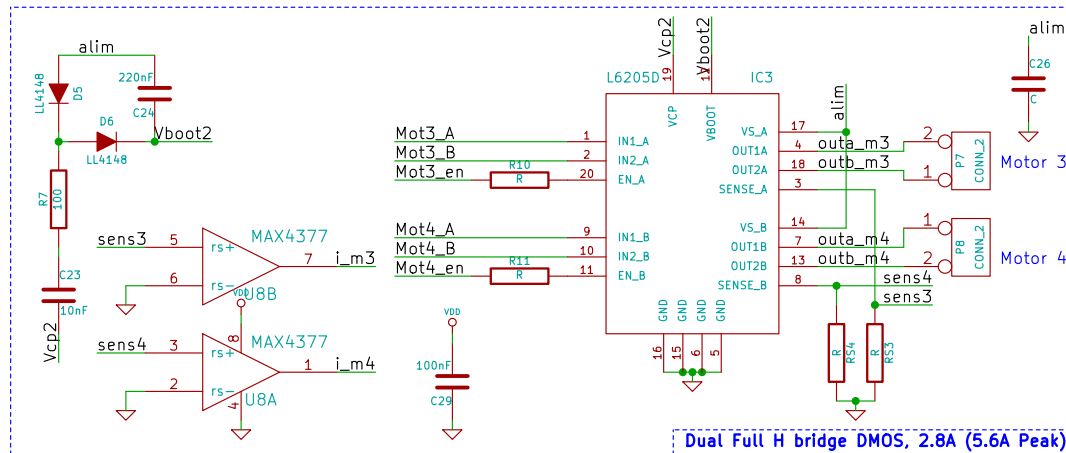 alim
LL4148
D5
220nF
C24
D6
LL4148
Vboot2
R7
100
C23
10nF
Vcp2
sens3
5
6
rs+
rs-
MAX4377
7
i_m3
U8B
VDD
8
sens4
3
2
rs+
rs-
MAX4377
1
i_m4
U8A
4
VDD
100nF
C29
Mot3_A
Mot3_B
Mot3_en
R10
R
1
2
20
Mot4_A
Mot4_B
Mot4_en
R11
R
9
10
11
L6205D
IC3
Vcp2
19
Vboot2
VCP
VBOOT
IN1_A
IN2_A
EN_A
IN1_B
IN2_B
EN_B
VS_A
OUT1A
OUT2A
SENSE_A
VS_B
OUT1B
OUT2B
SENSE_B
GND
GND
GND
GND
16
15
6
5
17
4
18
3
14
7
13
8
alim
outa_m3
outb_m3
outa_m4
outb_m4
sens4
sens3
R
RS4
R
RS3
alim
C26
C
2
1
P7
CONN_2
Motor 3
1
2
P8
CONN_2
Motor 4
Dual Full H bridge DMOS, 2.8A (5.6A Peak)